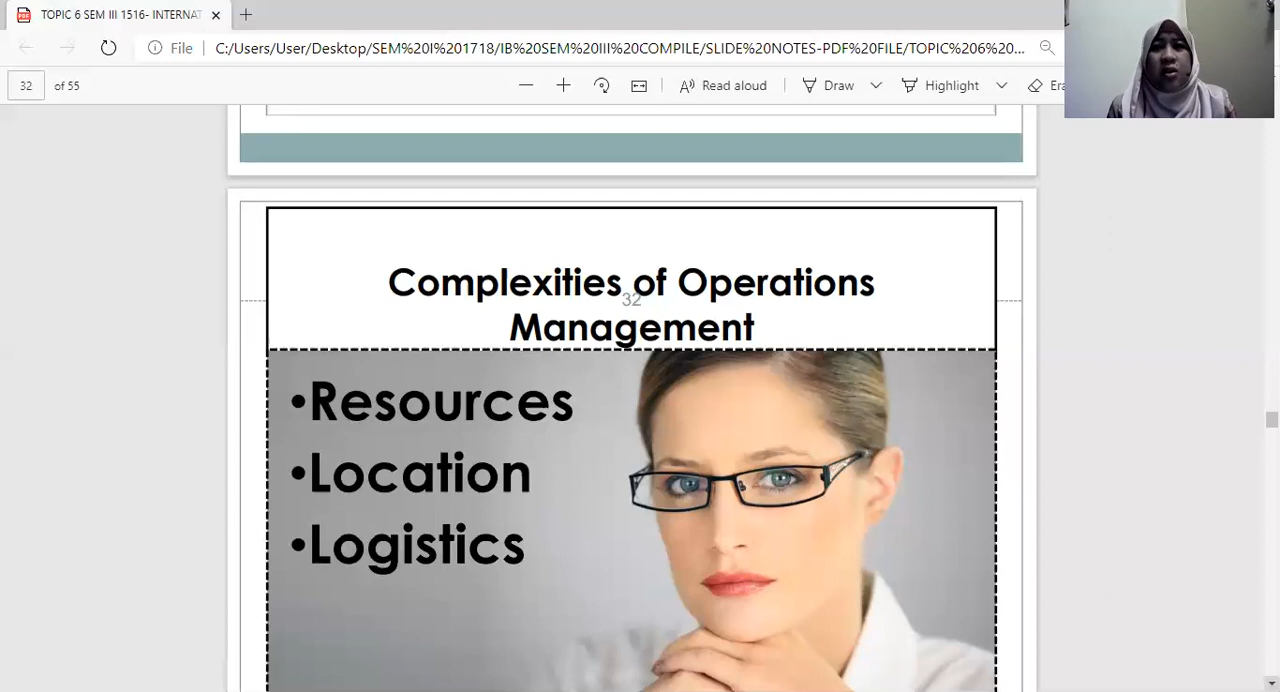 TOPIC 6 SEM III 1516- INTERNAT
File
C:/Users/User/Desktop/SEM%20I%201718/IB%20SEM%20III%20COMPILE/SLIDE%20NOTES-PDF%20FILE/TOPIC%206%20...
32 of 55
Read aloud
Draw
Highlight
Era
Complexities of Operations
32
Management
•Resources
•Location
•Logistics